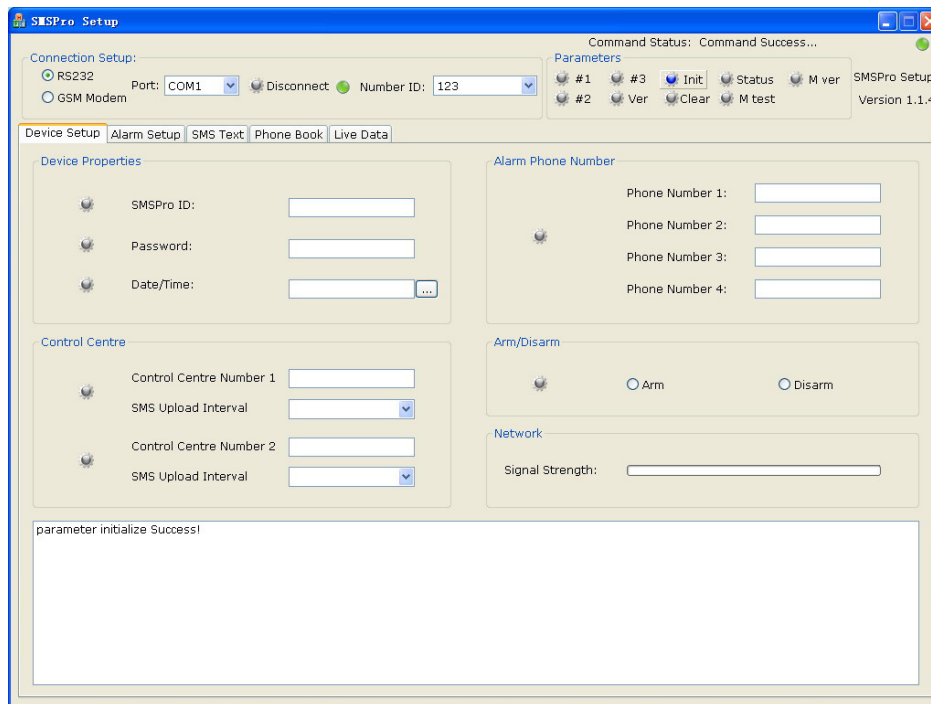 SMSPro Setup
Command Status: Command Success...
Connection Setup:
RS232
GSM Modem
Port: COM1
Disconnect
Number ID: 123
Parameters
#1 #3 Init Status M ver
#2 Ver Clear M test
SMSPro Setup
Version 1.1.4
Device Setup Alarm Setup SMS Text Phone Book Live Data
Device Properties
SMSPro ID:
Password:
Date/Time:
...
Alarm Phone Number
Phone Number 1:
Phone Number 2:
Phone Number 3:
Phone Number 4:
Control Centre
Control Centre Number 1
SMS Upload Interval
Control Centre Number 2
SMS Upload Interval
Arm/Disarm
Arm Disarm
Network
Signal Strength:
parameter initialize Success!